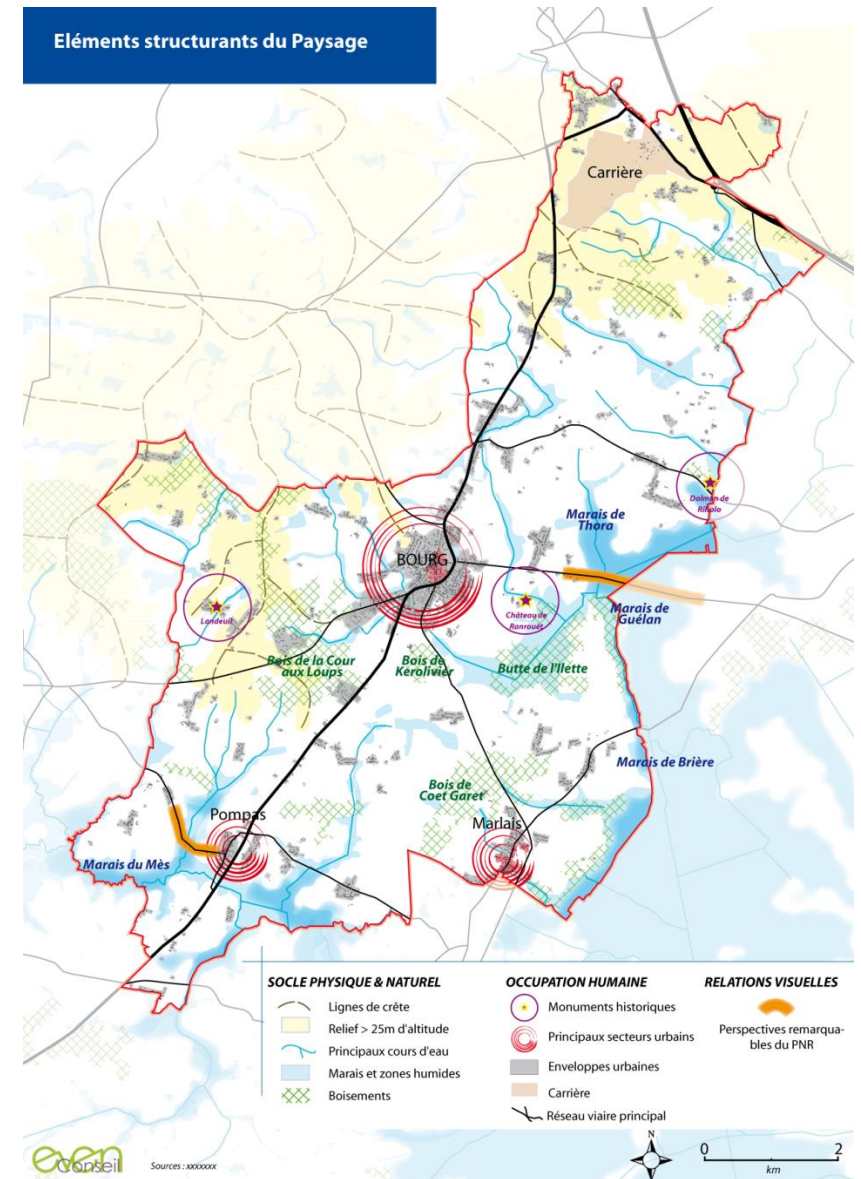 Eléments structurants du Paysage
Carrière
Dolmen de
Riholo
Marais de
Thora
BOURG
Landeuil
Château de
Ranrouët
Marais de
Guélan
Bois de la Cour
aux Loups
Bois de
Kerolivier
Butte de l'Ilette
Marais de Brière
Bois de
Coet Garet
Pompas
Marlais
Marais du Mès
SOCLE PHYSIQUE & NATUREL
Lignes de crête
Relief > 25m d'altitude
Principaux cours d'eau
Marais et zones humides
Boisements
OCCUPATION HUMAINE
Monuments historiques
Principaux secteurs urbains
Enveloppes urbaines
Carrière
Réseau viaire principal
RELATIONS VISUELLES
Perspectives remarqua-
bles du PNR
even
Conseil
Sources : xxxxxxx
N
0 2
km